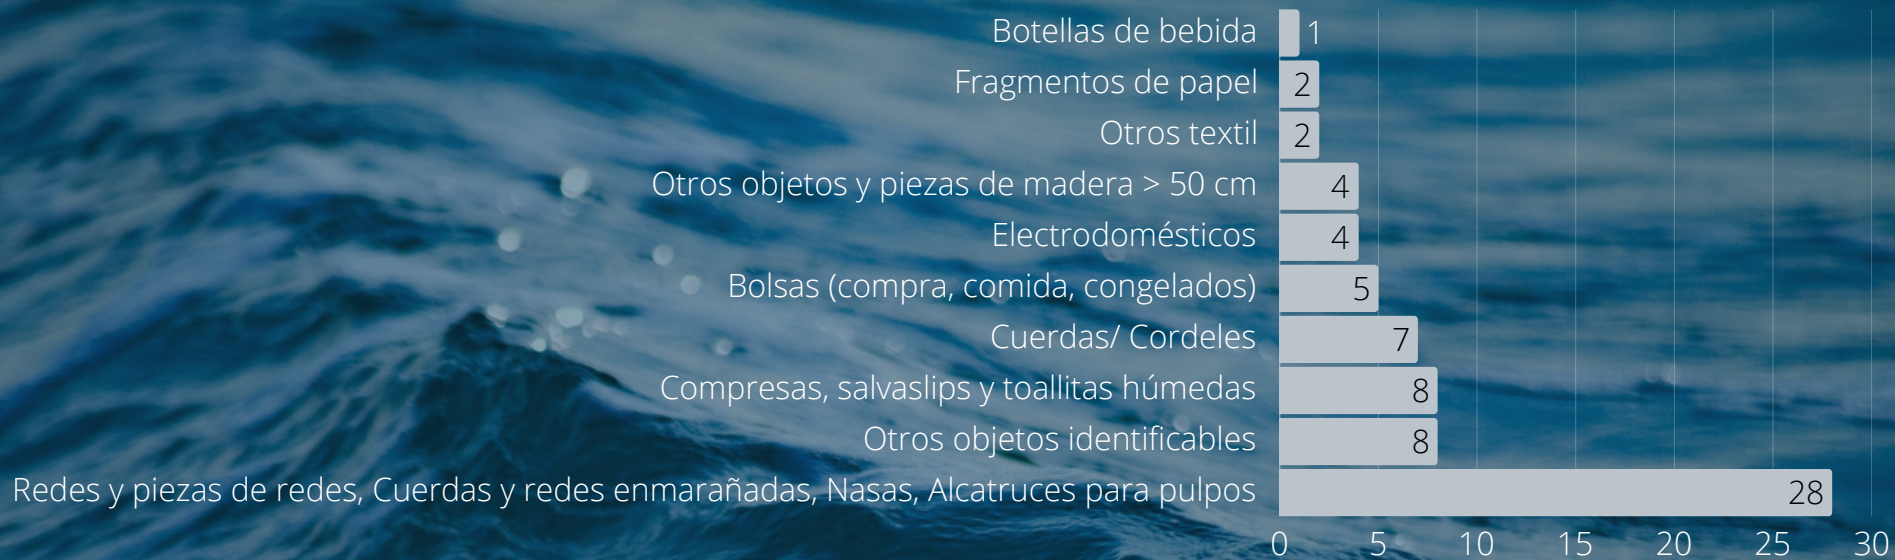 Botellas de bebida 1
Fragmentos de papel 2
Otros textil 2
Otros objetos y piezas de madera > 50 cm 4
Electrodomésticos 4
Bolsas (compra, comida, congelados) 5
Cuerdas/ Cordeles 7
Compresas, salvaslips y toallitas húmedas 8
Otros objetos identificables 8
Redes y piezas de redes, Cuerdas y redes enmarañadas, Nasas, Alcatruces para pulpos 28
0 5 10 15 20 25 30